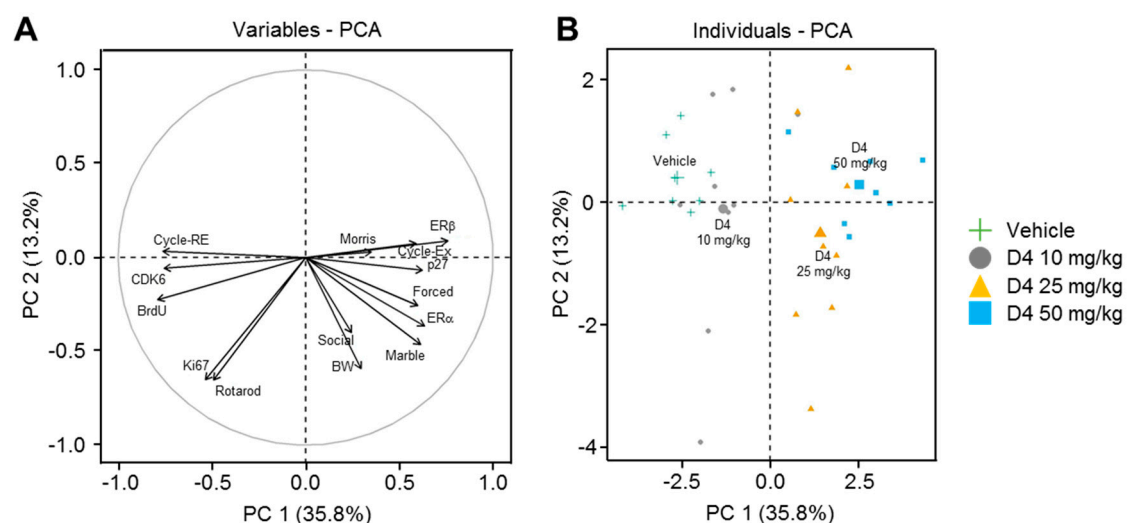 A
Variables - PCA
1.0
0.5
0.0
-0.5
-1.0
PC 2 (13.2%)
Cycle-RE
CDK6
BrdU
Ki67
Rotarod
Morris
ERβ
Cycle-Ex
p27
Forced
ERα
Social
Marble
BW
-1.0
-0.5
0.0
0.5
1.0
PC 1 (35.8%)
B
Individuals - PCA
2
0
-2
-4
PC 2 (13.2%)
Vehicle
D4
10 mg/kg
D4
25 mg/kg
D4
50 mg/kg
-2.5
0.0
2.5
PC 1 (35.8%)
Vehicle
D4 10 mg/kg
D4 25 mg/kg
D4 50 mg/kg